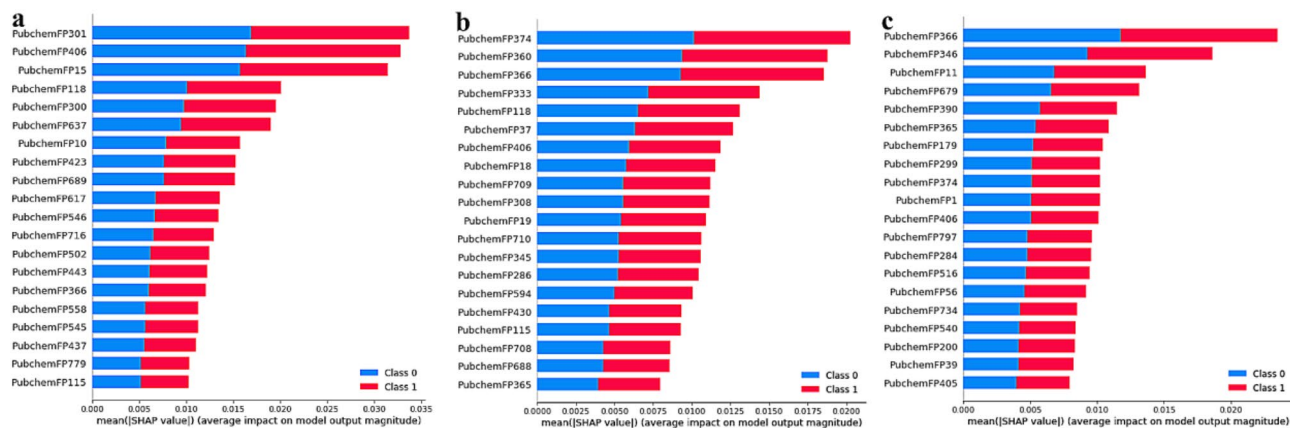 a
PubchemFP301
PubchemFP406
PubchemFP15
PubchemFP118
PubchemFP300
PubchemFP637
PubchemFP10
PubchemFP423
PubchemFP689
PubchemFP617
PubchemFP546
PubchemFP716
PubchemFP502
PubchemFP443
PubchemFP366
PubchemFP558
PubchemFP545
PubchemFP437
PubchemFP779
PubchemFP115
Class 0
Class 1
0.000 0.005 0.010 0.015 0.020 0.025 0.030 0.035
mean(|SHAP value|) (average impact on model output magnitude)
b
PubchemFP374
PubchemFP360
PubchemFP366
PubchemFP333
PubchemFP118
PubchemFP37
PubchemFP406
PubchemFP18
PubchemFP709
PubchemFP308
PubchemFP19
PubchemFP710
PubchemFP345
PubchemFP286
PubchemFP594
PubchemFP430
PubchemFP115
PubchemFP708
PubchemFP688
PubchemFP365
Class 0
Class 1
0.0000 0.0025 0.0050 0.0075 0.0100 0.0125 0.0150 0.0175 0.0200
mean(|SHAP value|) (average impact on model output magnitude)
c
PubchemFP366
PubchemFP346
PubchemFP11
PubchemFP679
PubchemFP390
PubchemFP365
PubchemFP179
PubchemFP299
PubchemFP374
PubchemFP1
PubchemFP406
PubchemFP797
PubchemFP284
PubchemFP516
PubchemFP56
PubchemFP734
PubchemFP540
PubchemFP200
PubchemFP39
PubchemFP405
Class 0
Class 1
0.000 0.005 0.010 0.015 0.020
mean(|SHAP value|) (average impact on model output magnitude)